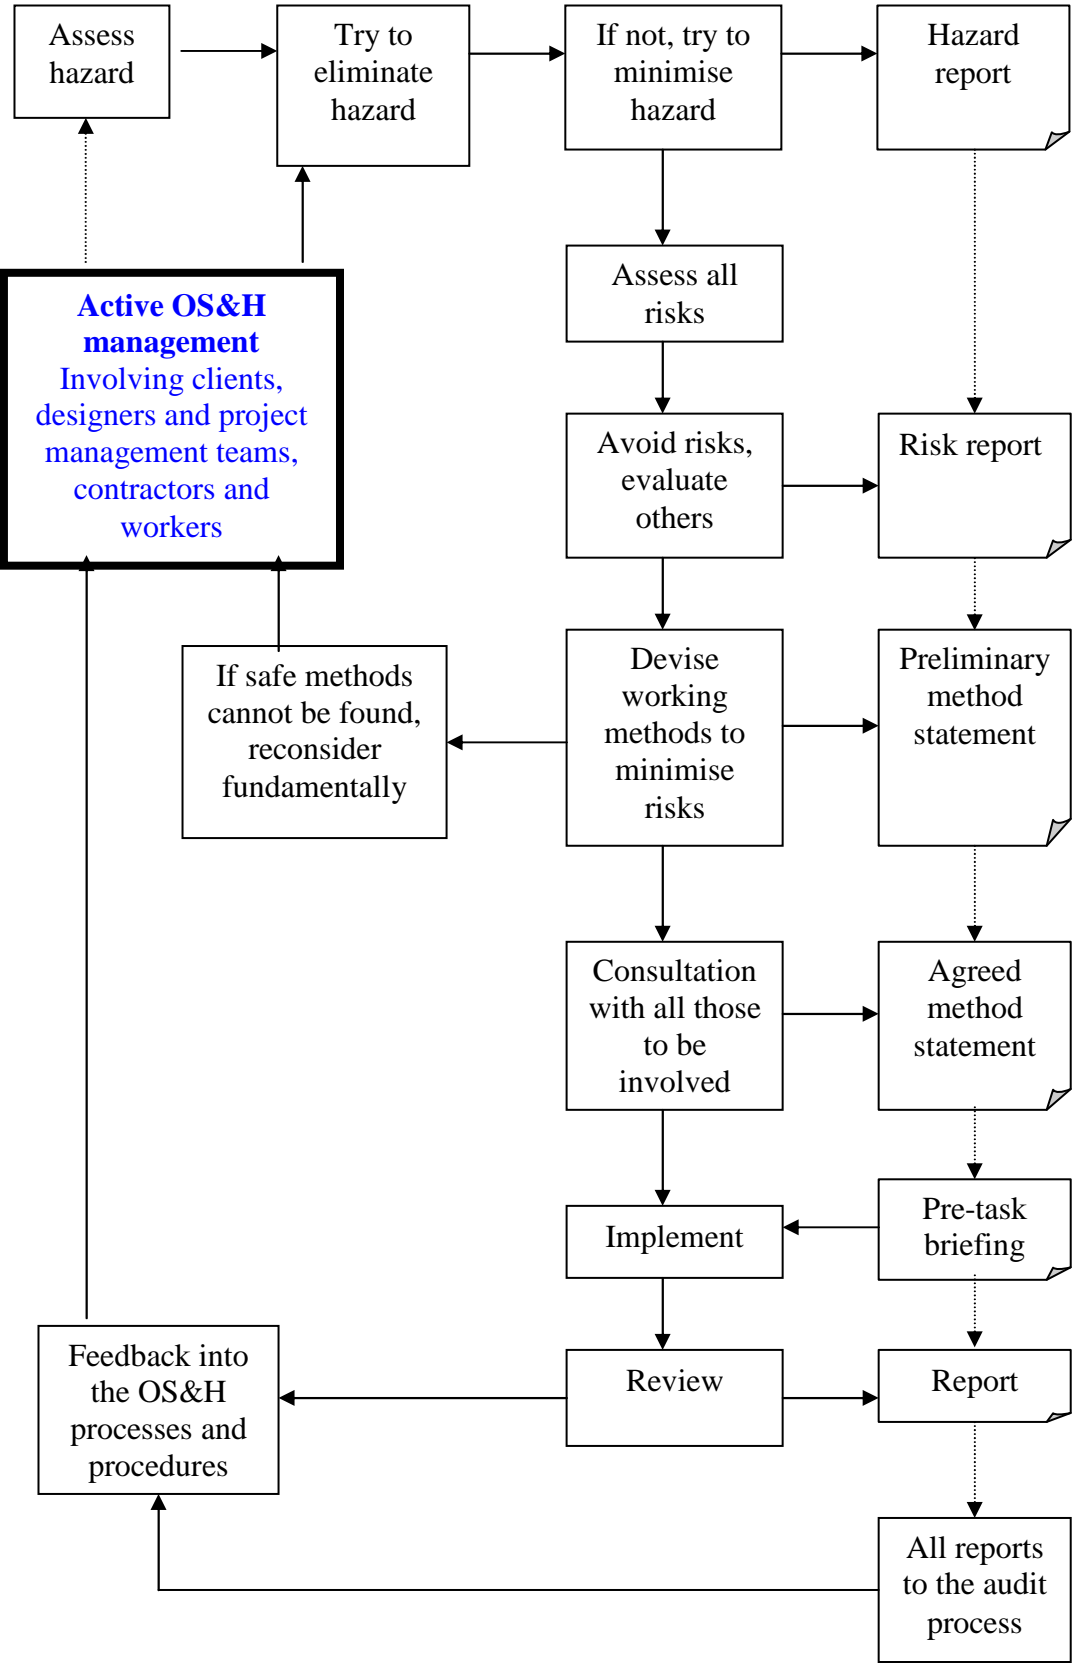 Assess
hazard
Try to
eliminate
hazard
If not, try to
minimise
hazard
Hazard
report
Assess all
risks
Active OS&H
management
Involving clients,
designers and project
management teams,
contractors and
workers
Avoid risks,
evaluate
others
Risk report
If safe methods
cannot be found,
reconsider
fundamentally
Devise
working
methods to
minimise
risks
Preliminary
method
statement
Consultation
with all those
to be
involved
Agreed
method
statement
Implement
Pre-task
briefing
Feedback into
the OS&H
processes and
procedures
Review
Report
All reports
to the audit
process